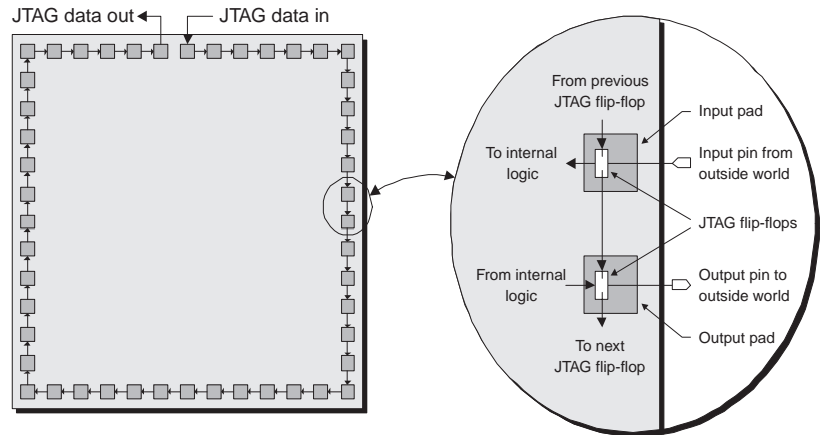 JTAG data out
JTAG data in
From previous
JTAG flip-flop
Input pad
To internal
logic
Input pin from
outside world
JTAG flip-flops
From internal
logic
Output pin to
outside world
Output pad
To next
JTAG flip-flop